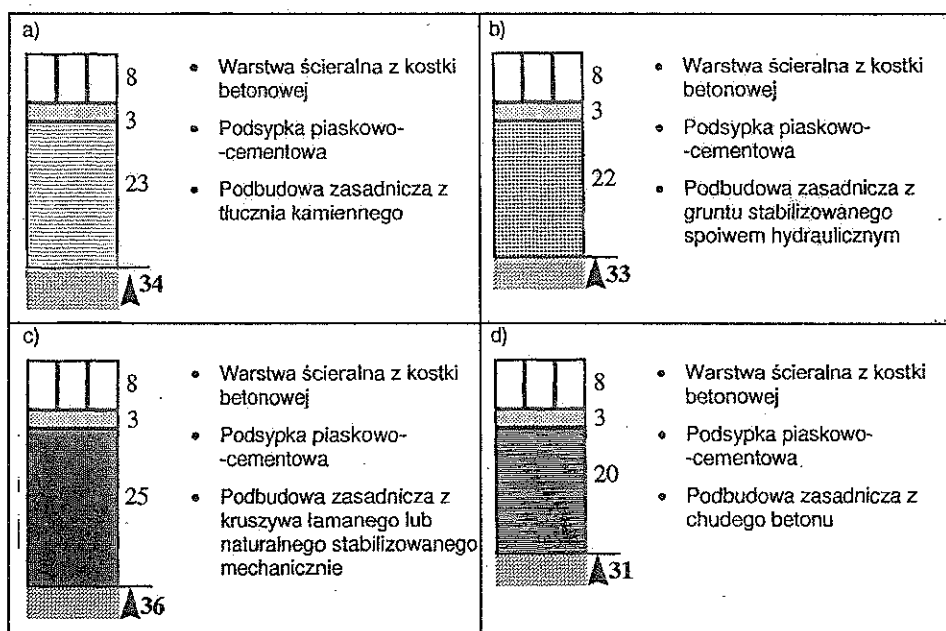 a)
8
3
23
34
• Warstwa ścieralna z kostki
betonowej
• Podsypka piaskowo-
-cementowa
• Podbudowa zasadnicza z
tłucznia kamiennego
b)
8
3
22
33
• Warstwa ścieralna z kostki
betonowej
• Podsypka piaskowo-
-cementowa
• Podbudowa zasadnicza z
gruntu stabilizowanego
spoiwem hydraulicznym
c)
8
3
25
36
• Warstwa ścieralna z kostki
betonowej
• Podsypka piaskowo-
-cementowa
• Podbudowa zasadnicza z
kruszywa łamanego lub
naturalnego stabilizowanego
mechanicznie
d)
8
3
20
31
• Warstwa ścieralna z kostki
betonowej
• Podsypka piaskowo-
-cementowa
• Podbudowa zasadnicza z
chudego betonu